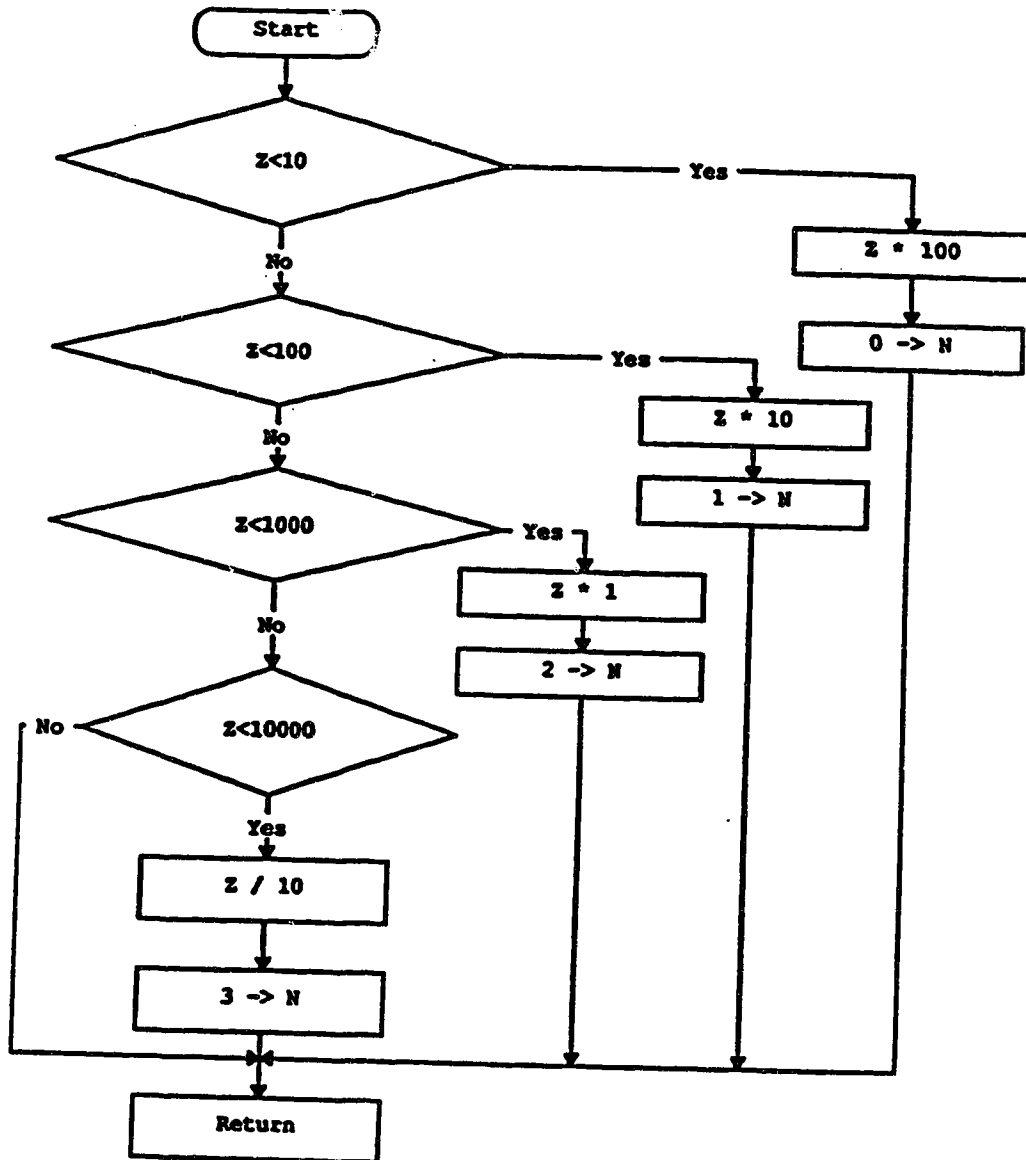 Start
z<10
Yes
z * 100
0 -> N
No
z<100
Yes
z * 10
1 -> N
No
z<1000
Yes
z * 1
2 -> N
No
z<10000
No
Yes
z / 10
3 -> N
Return